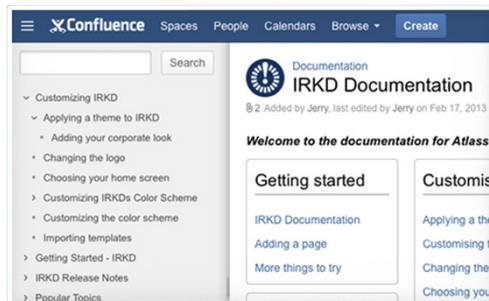 Confluence Spaces People Calendars Browse Create
Search
Customizing IRKD
Applying a theme to IRKD
Adding your corporate look
Changing the logo
Choosing your home screen
Customizing IRKDs Color Scheme
Customizing the color scheme
Importing templates
Getting Started - IRKD
IRKD Release Notes
Popular Topics
Documentation
IRKD Documentation
2 Added by Jerry, last edited by Jerry on Feb 17, 2013
Welcome to the documentation for Atlass
Getting started
IRKD Documentation
Adding a page
More things to try
Customis
Applying a the
Customising t
Changing the
Choosing you